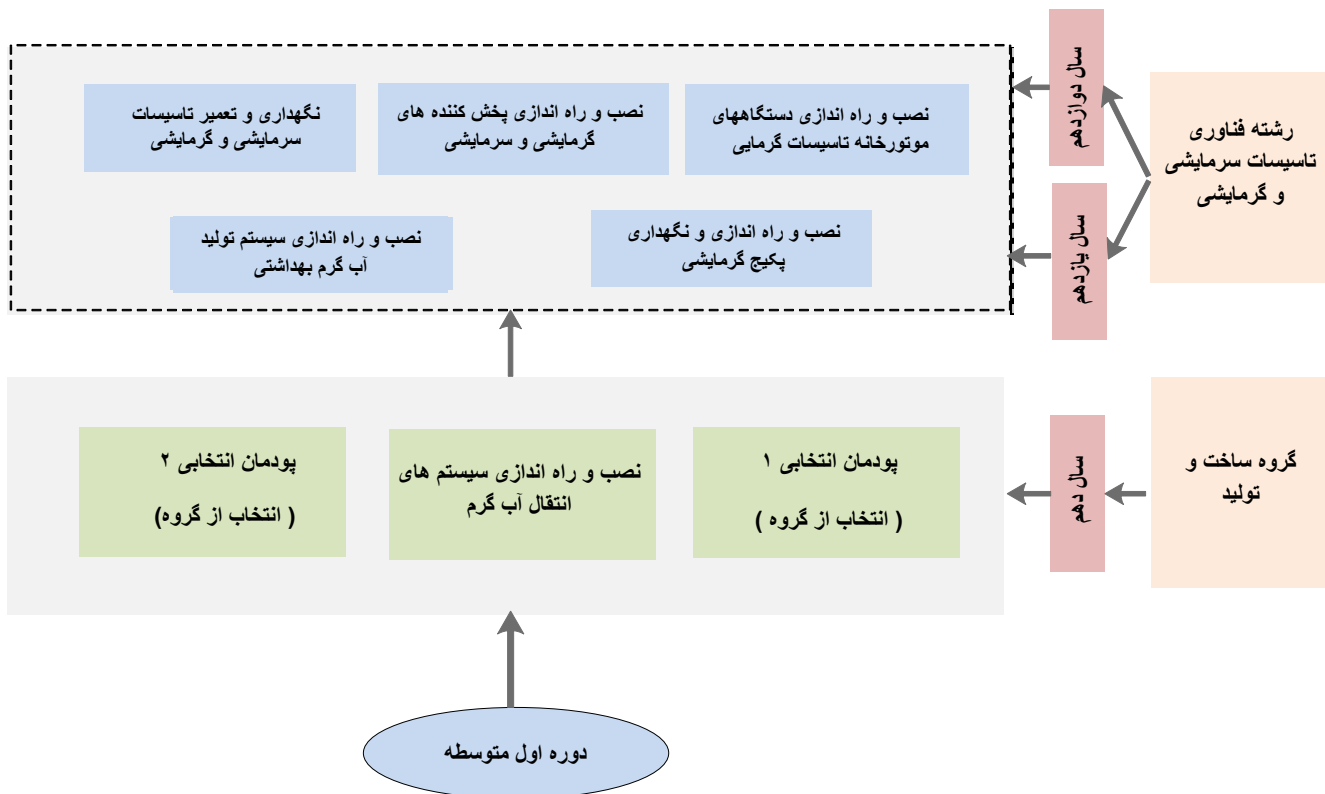 رشته فناوری
تاسیسات سرمایشی
و گرمایشی
سال دوازدهم
سال یازدهم
نصب و راه اندازی دستگاههای
موتورخانه تاسیسات گرمایی
نصب و راه اندازی پخش کننده های
گرمایشی و سرمایشی
نگهداری و تعمیر تاسیسات
سرمایشی و گرمایشی
نصب و راه اندازی و نگهداری
پکیج گرمایشی
نصب و راه اندازی سیستم تولید
آب گرم بهداشتی
گروه ساخت و
تولید
سال دهم
پودمان انتخابی ۱
( انتخاب از گروه )
نصب و راه اندازی سیستم های
انتقال آب گرم
پودمان انتخابی ۲
( انتخاب از گروه)
دوره اول متوسطه